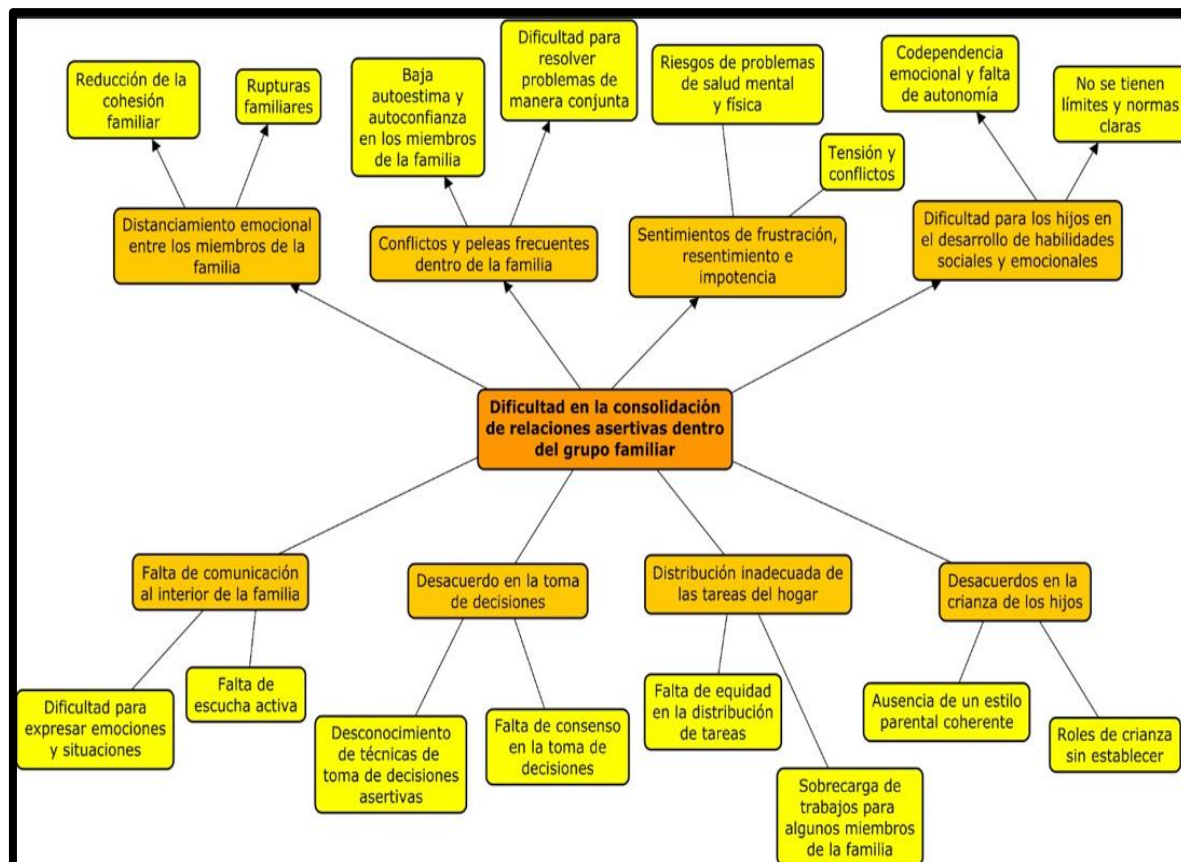 Reducción de la
cohesión
familiar
Rupturas
familiares
Baja
autoestima y
autoconfianza
en los miembros
de la familia
Dificultad para
resolver
problemas de
manera conjunta
Riesgos de problemas
de salud mental
y física
Tensión y
conflictos
Codependencia
emocional y falta
de autonomía
No se tienen
límites y normas
claras
Distanciamiento emocional
entre los miembros de la
familia
Conflictos y peleas frecuentes
dentro de la familia
Sentimientos de frustración,
resentimiento e
impotencia
Dificultad para los hijos en
el desarrollo de habilidades
sociales y emocionales
Dificultad en la consolidación
de relaciones asertivas dentro
del grupo familiar
Falta de comunicación
al interior de la familia
Desacuerdo en la toma
de decisiones
Distribución inadecuada de
las tareas del hogar
Desacuerdos en la
crianza de los hijos
Dificultad para
expresar emociones
y situaciones
Falta de
escucha activa
Desconocimiento
de técnicas de
toma de decisiones
asertivas
Falta de consenso
en la toma de
decisiones
Falta de equidad
en la distribución
de tareas
Sobrecarga de
trabajos para
algunos miembros
de la familia
Ausencia de un estilo
parental coherente
Roles de crianza
sin establecer